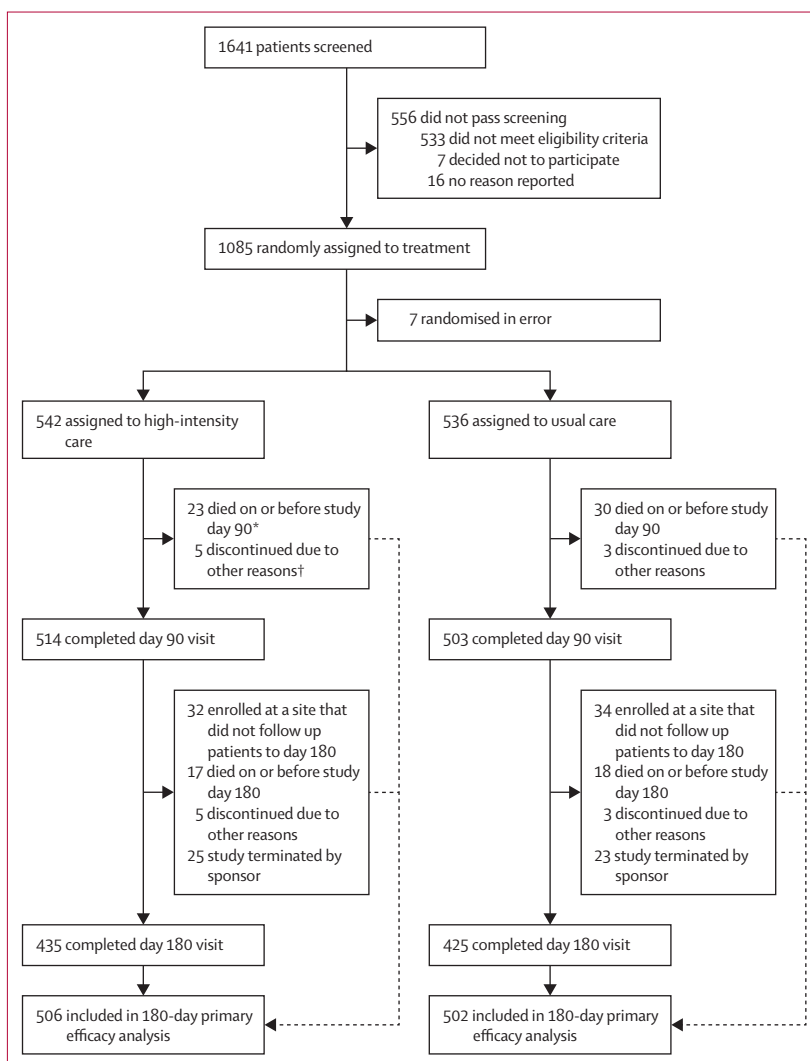 1641 patients screened
556 did not pass screening
533 did not meet eligibility criteria
7 decided not to participate
16 no reason reported
1085 randomly assigned to treatment
7 randomised in error
542 assigned to high-intensity
care
536 assigned to usual care
23 died on or before study
day 90*
5 discontinued due to
other reasons†
30 died on or before study
day 90
3 discontinued due to
other reasons
514 completed day 90 visit
503 completed day 90 visit
32 enrolled at a site that
did not follow up
patients to day 180
17 died on or before study
day 180
5 discontinued due to
other reasons
25 study terminated by
sponsor
34 enrolled at a site that
did not follow up
patients to day 180
18 died on or before study
day 180
3 discontinued due to
other reasons
23 study terminated by
sponsor
435 completed day 180 visit
425 completed day 180 visit
506 included in 180-day primary
efficacy analysis
502 included in 180-day primary
efficacy analysis